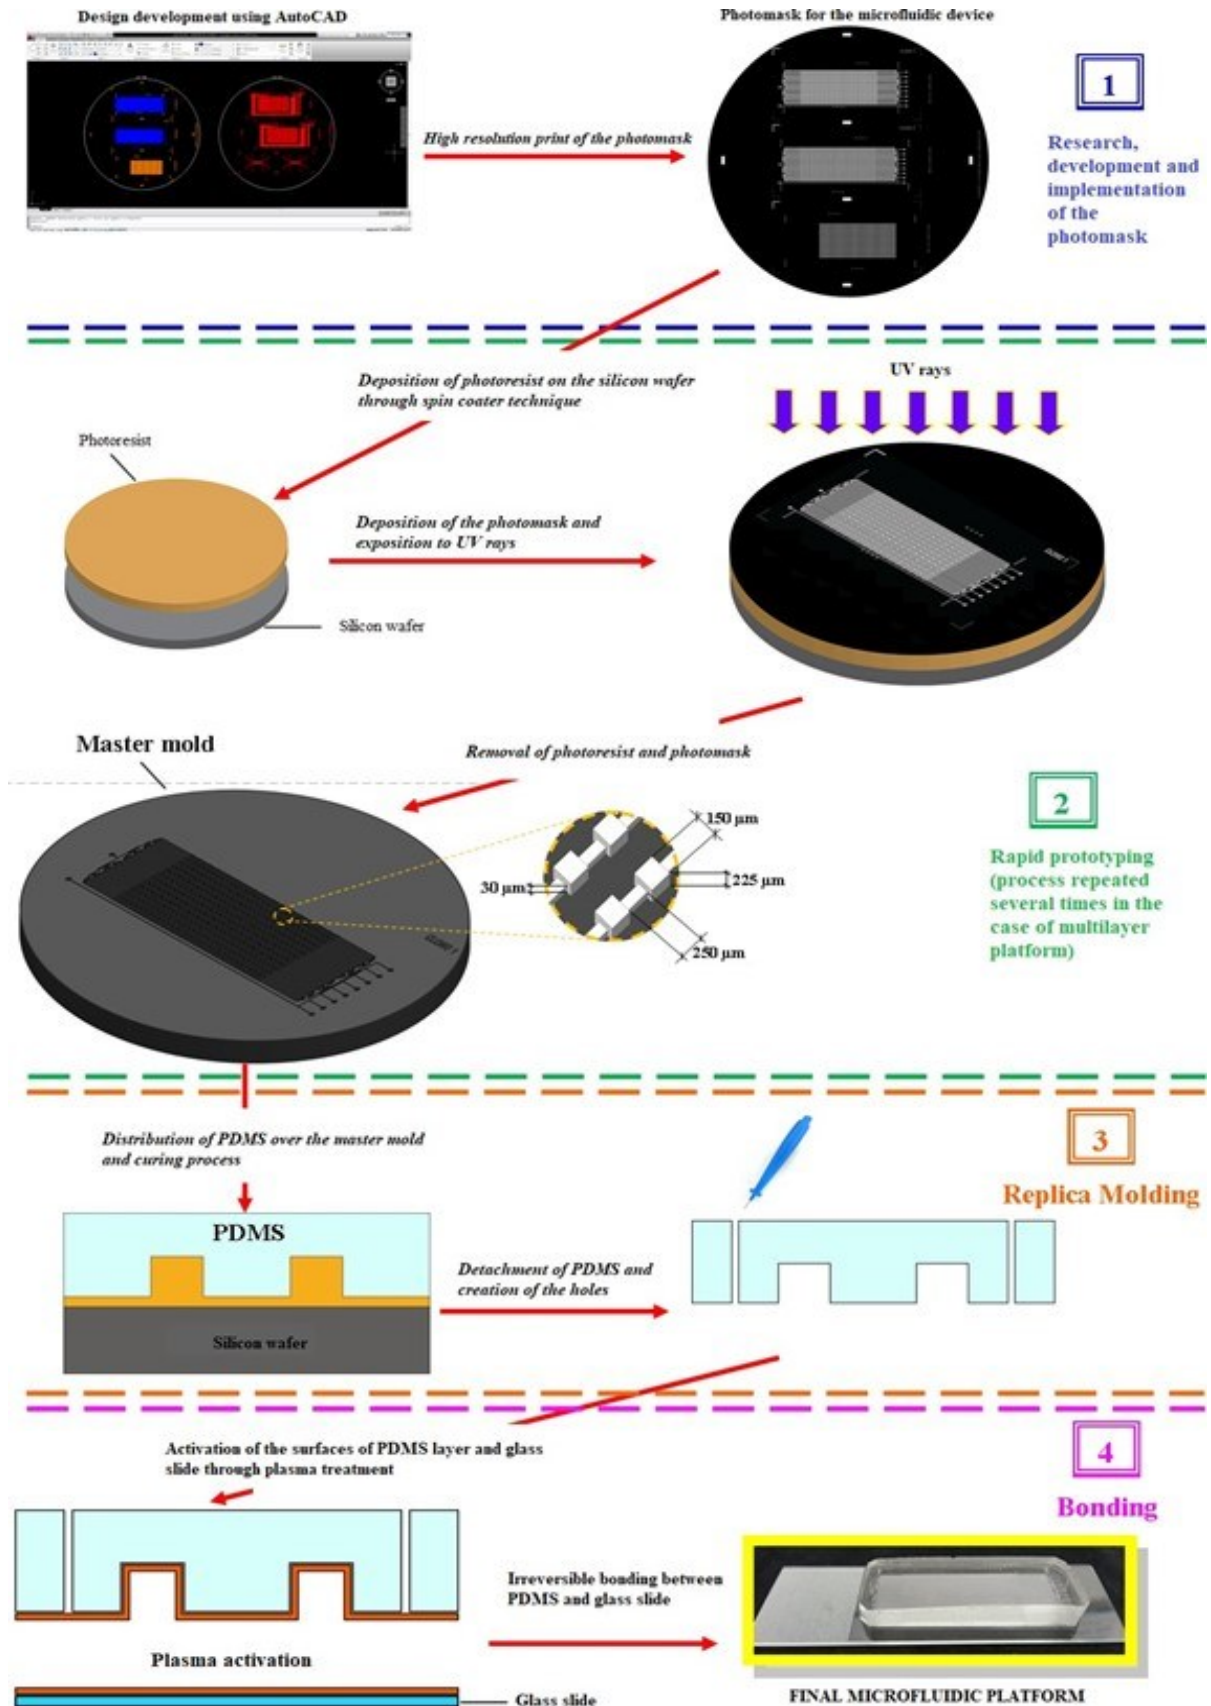 Design development using AutoCAD
Photomask for the microfluidic device
High resolution print of the photomask
1
Research,
development and
implementation
of the
photomask
Deposition of photoresist on the silicon wafer
through spin coater technique
UV rays
Photoresist
Deposition of the photomask and
exposition to UV rays
Silicon wafer
Master mold
Removal of photoresist and photomask
150 µm
30 µm
225 µm
250 µm
2
Rapid prototyping
(process repeated
several times in the
case of multilayer
platform)
Distribution of PDMS over the master mold
and curing process
3
Replica Molding
PDMS
Detachment of PDMS and
creation of the holes
Silicon wafer
4
Bonding
Activation of the surfaces of PDMS layer and glass
slide through plasma treatment
Irreversible bonding between
PDMS and glass slide
Plasma activation
Glass slide
FINAL MICROFLUIDIC PLATFORM